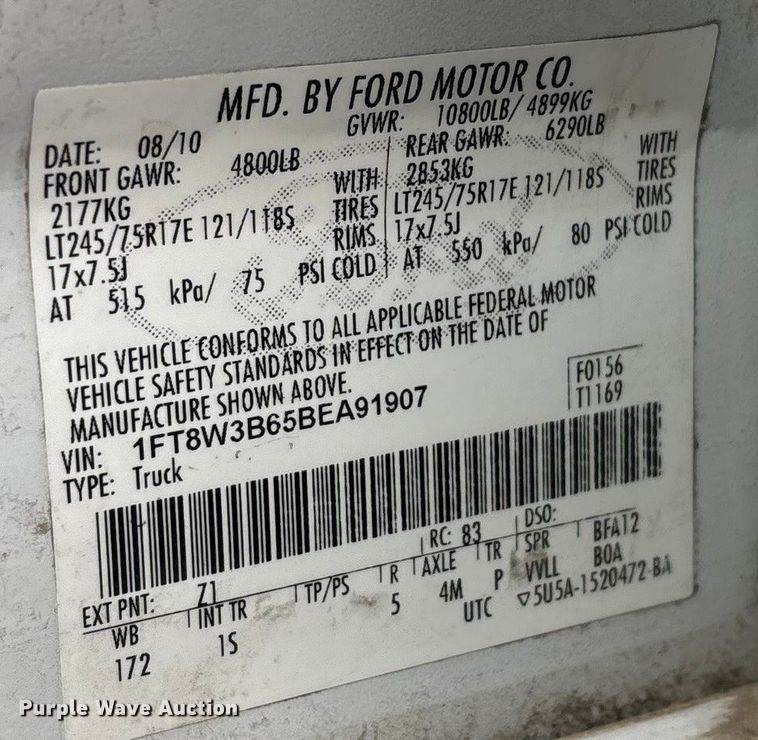 MFD. BY FORD MOTOR CO.
DATE: 08/10 GVWR: 10800LB/ 4899KG
FRONT GAWR: 4800LB REAR GAWR: 6290LB
2177KG WITH 2853KG WITH
LT245/75R17E 121/118S TIRES LT245/75R17E 121/118S TIRES
17x7.5J RIMS 17x7.5J RIMS
AT 515 kPa/ 75 PSI COLD AT 550 kPa/ 80 PSI COLD
THIS VEHICLE CONFORMS TO ALL APPLICABLE FEDERAL MOTOR
VEHICLE SAFETY STANDARDS IN EFFECT ON THE DATE OF
MANUFACTURE SHOWN ABOVE.
VIN: 1FT8W3B65BEA91907 F0156
TYPE: Truck T1169
EXT PNT: Z1 RC: 83 DSO:
WB INT TR TP/PS R AXLE TR SPR BFA12
172 1S 5 4M P VVLL BOA
UTC ▽5U5A-1520472-BA
Purple Wave Auction